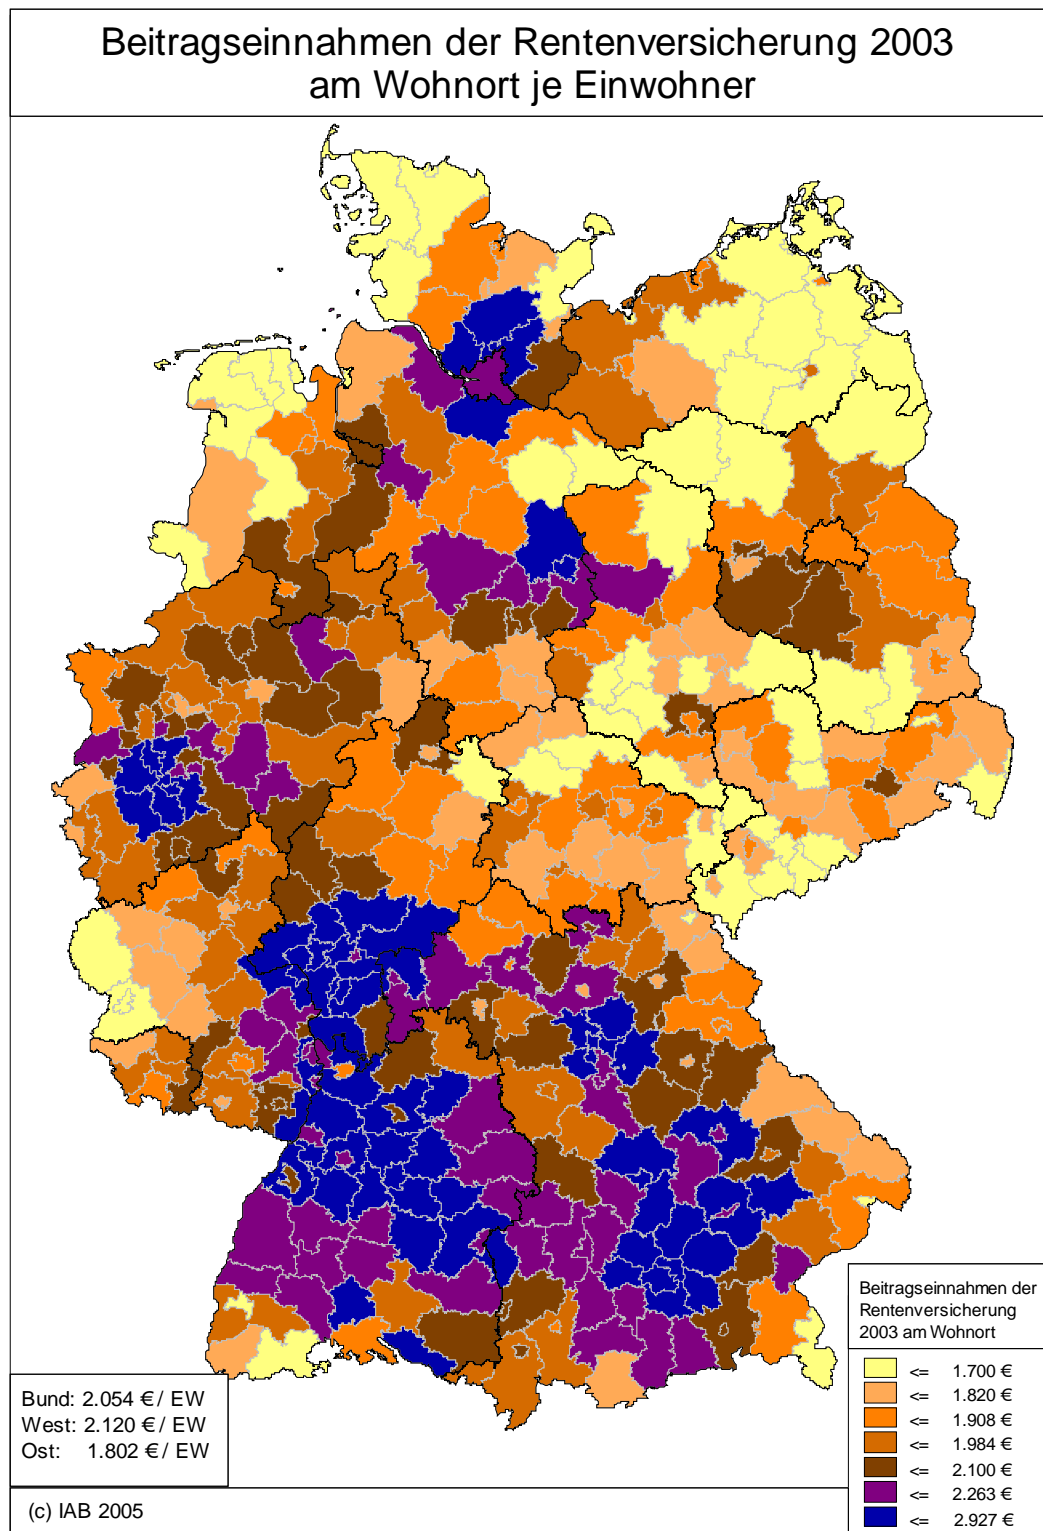 Beitragseinnahmen der Rentenversicherung 2003
am Wohnort je Einwohner
Beitragseinnahmen der
Rentenversicherung
2003 am Wohnort
<= 1.700 €
<= 1.820 €
<= 1.908 €
<= 1.984 €
<= 2.100 €
<= 2.263 €
<= 2.927 €
Bund: 2.054 € / EW
West: 2.120 € / EW
Ost: 1.802 € / EW
(c) IAB 2005